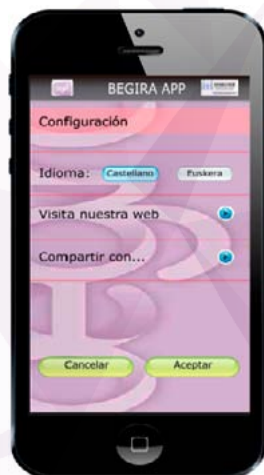 BEGIRA APP
Configuración
Idioma: Castellano Euskera
Visita nuestra web
Compartir con...
Cancelar Aceptar